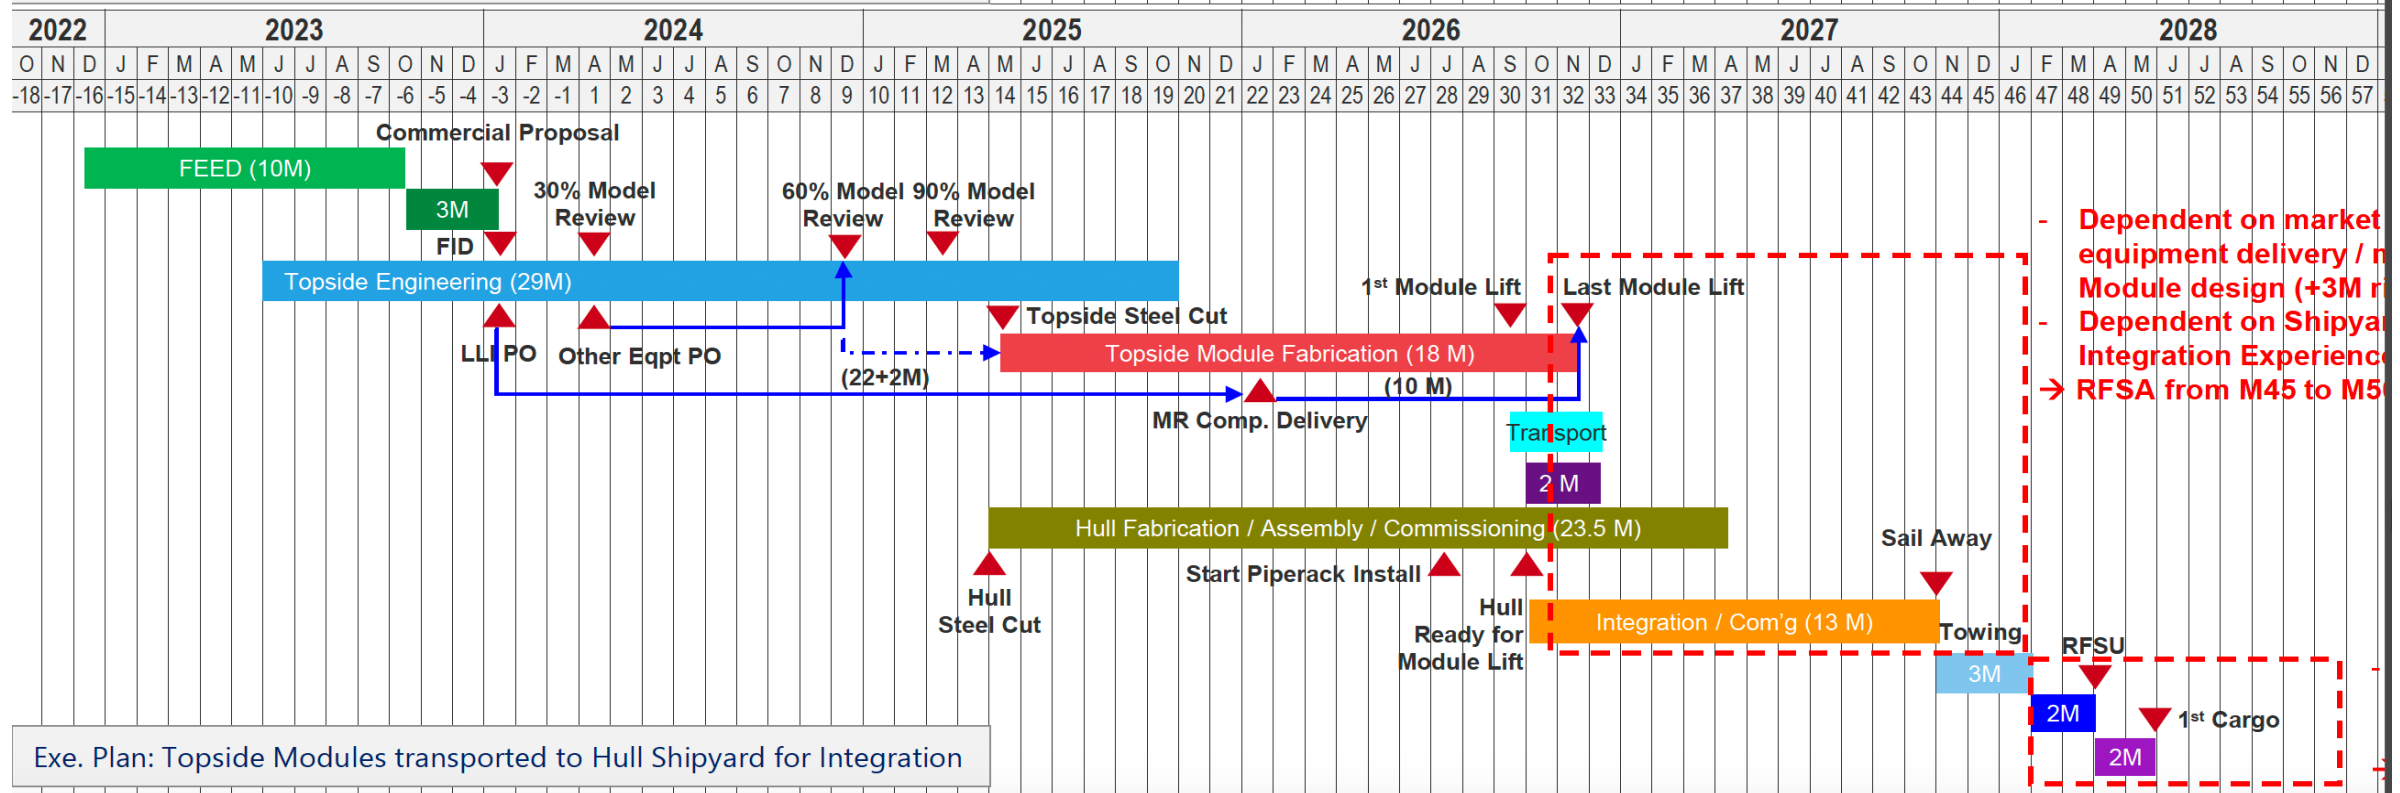 2022 2023 2024 2025 2026 2027 2028
O N D J F M A M J J A S O N D J F M A M J J A S O N D J F M A M J J A S O N D J F M A M J J A S O N D J F M A M J J A S O N D J F M A M J J A S O N D
-18 -17 -16 -15 -14 -13 -12 -11 -10 -9 -8 -7 -6 -5 -4 -3 -2 -1 1 2 3 4 5 6 7 8 9 10 11 12 13 14 15 16 17 18 19 20 21 22 23 24 25 26 27 28 29 30 31 32 33 34 35 36 37 38 39 40 41 42 43 44 45 46 47 48 49 50 51 52 53 54 55 56 57
Commercial Proposal
FEED (10M)
3M
30% Model
Review
60% Model
Review
90% Model
Review
FID
Topside Engineering (29M)
1st Module Lift
Last Module Lift
Topside Steel Cut
LLI PO
Other Eqpt PO
Topside Module Fabrication (18 M)
(22+2M)
(10 M)
MR Comp. Delivery
Transport
2 M
Hull Fabrication / Assembly / Commissioning (23.5 M)
Sail Away
Start Piperack Install
Hull
Steel Cut
Hull
Ready for
Module Lift
Integration / Com’g (13 M)
Towing
3M
RFSU
2M
1st Cargo
2M
- Dependent on market
equipment delivery /
Module design (+3M
- Dependent on
Integration
→ RFSA from M45 to
-
Exe. Plan: Topside Modules transported to Hull Shipyard for Integration